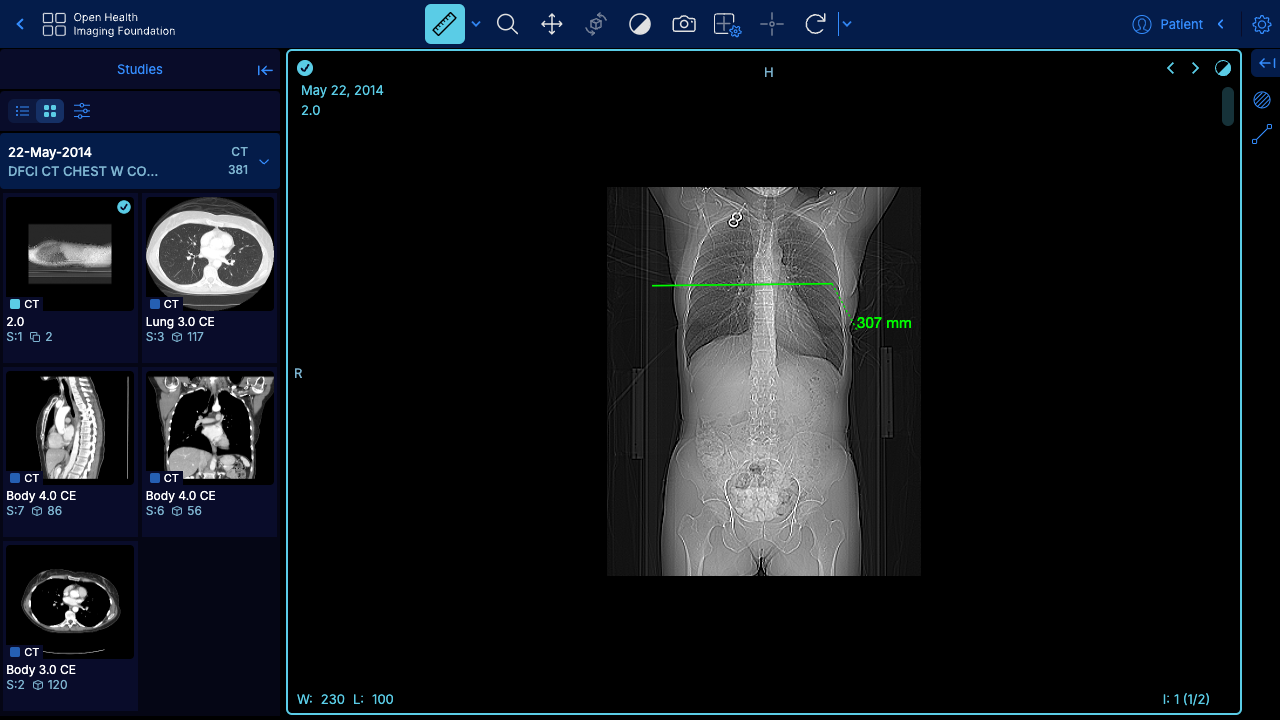 Open Health
Imaging Foundation
Patient
Studies
22-May-2014
CT
DFCI CT CHEST W CO...
381
CT
2.0
S:1 2
CT
Lung 3.0 CE
S:3 117
CT
Body 4.0 CE
S:7 86
CT
Body 4.0 CE
S:6 56
CT
Body 3.0 CE
S:2 120
May 22, 2014
2.0
H
R
307 mm
W: 230 L: 100
I: 1 (1/2)